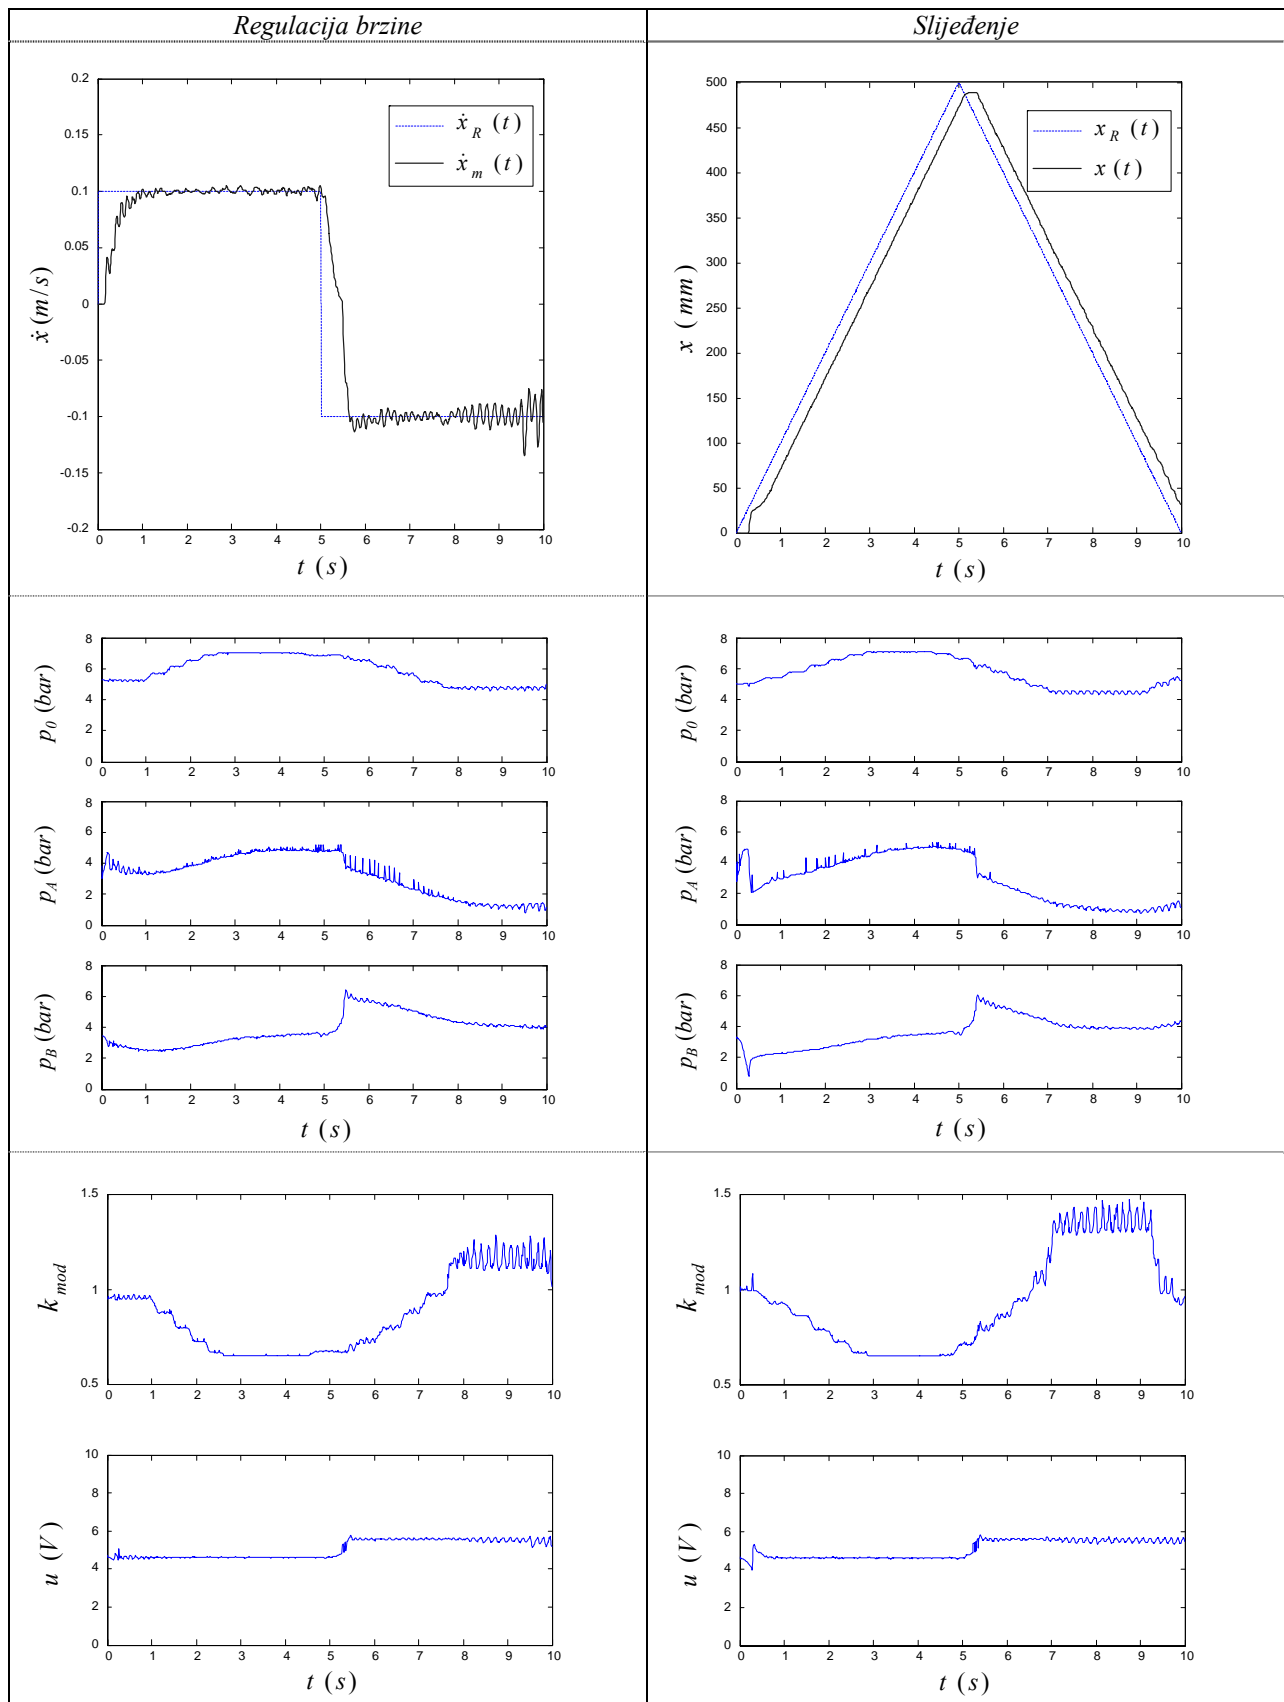 Regulacija brzine
0.2
0.15
0.1
0.05
0
-0.05
-0.1
-0.15
-0.2
ẋ (m/s)
ẋ_R (t)
ẋ_m (t)
0 1 2 3 4 5 6 7 8 9 10
t (s)
Slijeđenje
500
450
400
350
300
250
200
150
100
50
0
x (mm)
x_R (t)
x (t)
0 1 2 3 4 5 6 7 8 9 10
t (s)
8
6
4
2
0
p_0 (bar)
0 1 2 3 4 5 6 7 8 9 10
8
6
4
2
0
p_A (bar)
0 1 2 3 4 5 6 7 8 9 10
8
6
4
2
0
p_B (bar)
0 1 2 3 4 5 6 7 8 9 10
t (s)
8
6
4
2
0
p_0 (bar)
0 1 2 3 4 5 6 7 8 9 10
8
6
4
2
0
p_A (bar)
0 1 2 3 4 5 6 7 8 9 10
8
6
4
2
0
p_B (bar)
0 1 2 3 4 5 6 7 8 9 10
t (s)
1.5
1
0.5
k_mod
0 1 2 3 4 5 6 7 8 9 10
10
8
6
4
2
0
u (V)
0 1 2 3 4 5 6 7 8 9 10
t (s)
1.5
1
0.5
k_mod
0 1 2 3 4 5 6 7 8 9 10
10
8
6
4
2
0
u (V)
0 1 2 3 4 5 6 7 8 9 10
t (s)